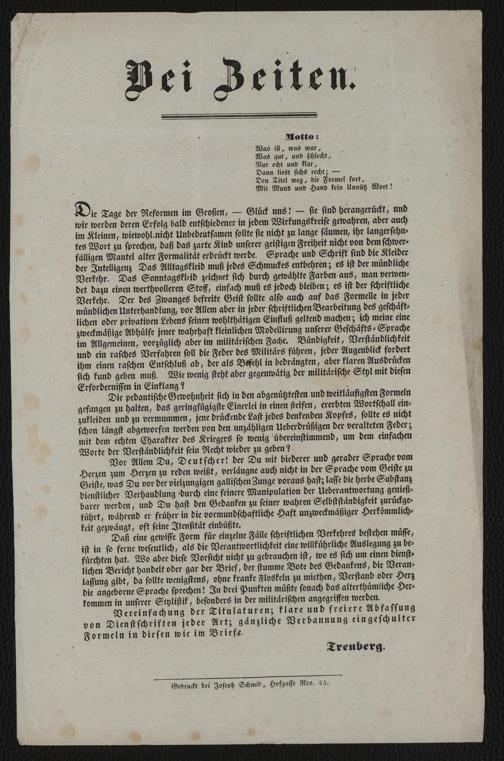 Bei Zeiten.
Motto:
Was ist, was war,
Was gut, und schlecht,
Nur echt und klar,
Dann liest sichs recht; —
Den Titel weg, die Formel fort,
Mit Mund und Hand kein Unnütz Wort!
Die Tage der Reformen im Großen, — Glück uns! — sie sind herangerückt, und
wir werden deren Erfolg bald entschiedener in jedem Wirkungskreise gewahren, aber auch
im Kleinen, wiewohl nicht Unbedeutsamen sollte sie nicht zu lange säumen, ihr langersehn-
tes Wort zu sprechen, daß das zarte Kind unserer geistigen Freiheit nicht von dem schwer-
fälligen Mantel alter Formalität erdrückt werde. Sprache und Schrift sind die Kleider
der Intelligenz Das Alltagskleid muß jedes Schmuckes entbehren; es ist der mündliche
Verkehr. Das Sonntagskleid zeichnet sich durch gewählte Farben aus, man verwen-
det dazu einen werthvolleren Stoff, einfach muß es jedoch bleiben; es ist der schriftliche
Verkehr. Der des Zwanges befreite Geist sollte also auch auf das Formelle in jeder
mündlichen Unterhandlung, vor Allem aber in jeder schriftlichen Bearbeitung des geschäft-
lichen oder privativen Lebens seinen wohlthätigen Einfluß geltend machen; ich meine eine
zweckmäßige Abhülfe jener wahrhaft kleinlichen Modelirung unserer Geschäfts-Sprache
im Allgemeinen, vorzüglich aber im militärischen Fache. Bündigkeit, Verständlichkeit
und ein rasches Verfahren soll die Feder des Militärs führen, jeder Augenblick fordert
ihm einen raschen Entschluß ab, der als Befehl in bedrängten, aber klaren Ausdrücken
sich kund geben muß. Wie wenig steht aber gegenwärtig der militärische Styl mit diesen
Erfordernissen in Einklang?
Die pedantische Gewohnheit sich in den abgenütztesten und weitläufigsten Formeln
gefangen zu halten, das geringfügigste Einerlei in einen steifen, ererbten Wortschall ein-
zukleiden und zu vermummen, jene drückende Last jedes denkenden Kopfes, sollte es nicht
schon längst abgeworfen werden von den unzähligen Ueberdrüßigen der veralteten Feder;
mit dem echten Charakter des Kriegers so wenig übereinstimmend, um dem einfachen
Worte der Verständlichkeit sein Recht wieder zu geben?
Vor Allem Du, Deutscher! der Du mit biederer und gerader Sprache vom
Herzen zum Herzen zu reden weißt, verlängne auch nicht in der Sprache vom Geiste zu
Geiste, was Du vor der vielzungigen gallischen Junge voraus hast; lasse die herbe Substanz
dienstlicher Verhandlung durch eine feinere Manipulation der Ueberantwortung genieß-
barer werden, und Du hast den Gedanken zu seiner wahren Selbstständigkeit zurückge-
führt, während er früher in die vormundschaftliche Haft unzweckmäßiger Herkömmlich-
keit gezwängt, oft seine Itensität einbüßte.
Daß eine gewisse Form für einzelne Fälle schriftlichen Verkehres bestehen müsse,
ist in so ferne wesentlich, als die Verantwortlichkeit eine willkührliche Auslegung zu be-
fürchten hat. Wo aber diese Vorsicht nicht zu gebrauchen ist, wo es sich um einen dienst-
lichen Bericht handelt oder gar der Brief, der stumme Bote des Gedankens, die Veran-
lassung gibt, da sollte wenigstens, ohne kranke Floskeln zu miethen, Verstand oder Herz
die angeborne Sprache sprechen! In drei Punkten müßte sonach das alterthümliche Her-
kommen in unserer Stylistik, besonders in der militärischen angegriffen werden.
Vereinfachung der Titulaturen; klare und freiere Abfassung
von Dienstschriften jeder Art; gänzliche Verbannung eingeschulter
Formeln in diesen wie im Briefe.
Treuberg.
Gedruckt bei Joseph Schmid, Hofgasse Nro. 45.